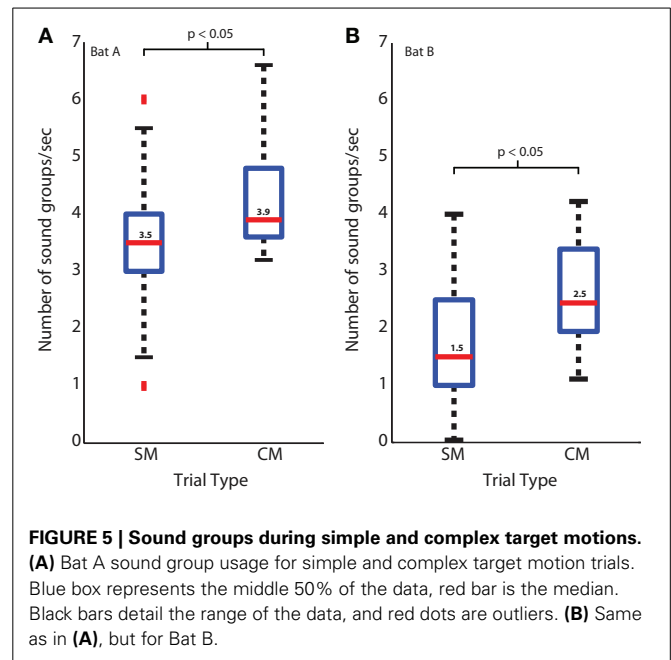 A
Bat A
p < 0.05
Number of sound groups/sec
7
6
5
4
3
2
1
0
3.5
3.9
SM
CM
Trial Type
B
Bat B
p < 0.05
Number of sound groups/sec
7
6
5
4
3
2
1
0
1.5
2.5
SM
CM
Trial Type
FIGURE 5 | Sound groups during simple and complex target motions.
(A) Bat A sound group usage for simple and complex target motion trials.
Blue box represents the middle 50% of the data, red bar is the median.
Black bars detail the range of the data, and red dots are outliers. (B) Same
as in (A), but for Bat B.